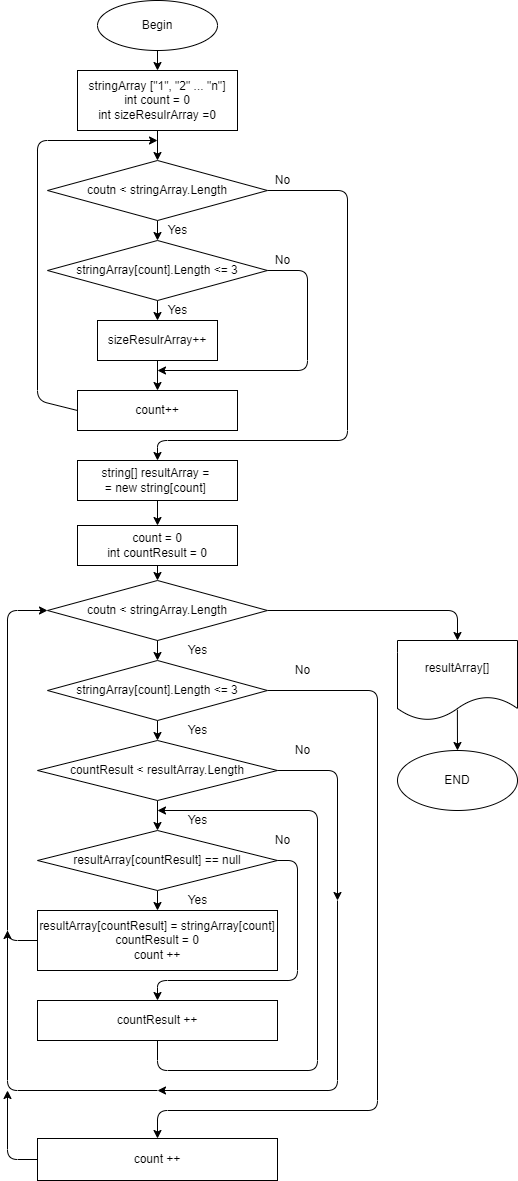 Begin
stringArray ["1", "2" ... "n"]
int count = 0
int sizeResulrArray =0
coutn < stringArray.Length
No
Yes
stringArray[count].Length <= 3
No
Yes
sizeResulrArray++
count++
string[] resultArray =
= new string[count]
count = 0
int countResult = 0
coutn < stringArray.Length
Yes
resultArray[]
stringArray[count].Length <= 3
No
Yes
countResult < resultArray.Length
No
END
Yes
resultArray[countResult] == null
No
Yes
resultArray[countResult] = stringArray[count]
countResult = 0
count ++
countResult ++
count ++